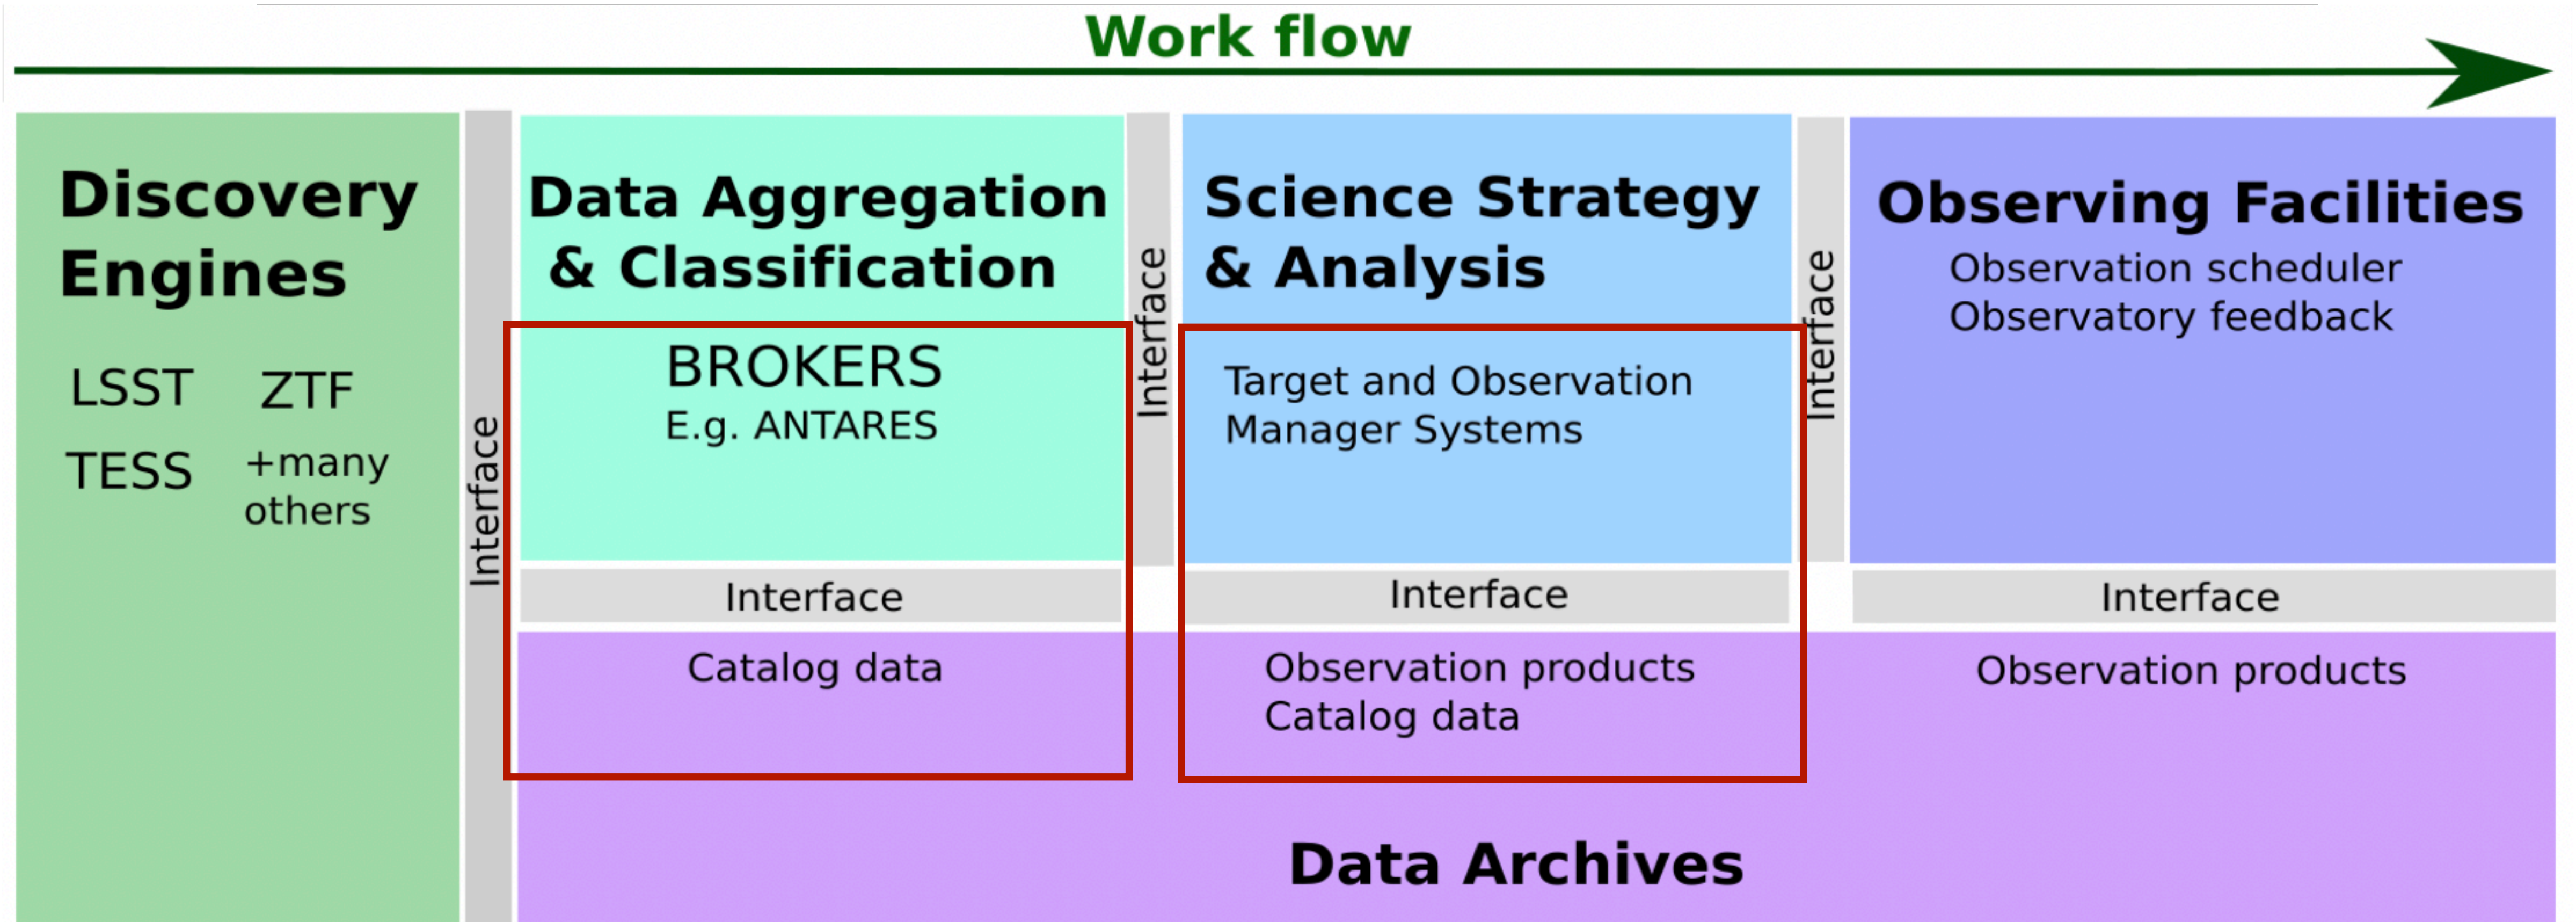 Work flow
Discovery
Engines
LSST ZTF
TESS +many
others
Interface
Data Aggregation
& Classification
BROKERS
E.g. ANTARES
Interface
Science Strategy
& Analysis
Target and Observation
Manager Systems
Interface
Observing Facilities
Observation scheduler
Observatory feedback
Interface
Interface
Interface
Catalog data
Observation products
Catalog data
Observation products
Data Archives